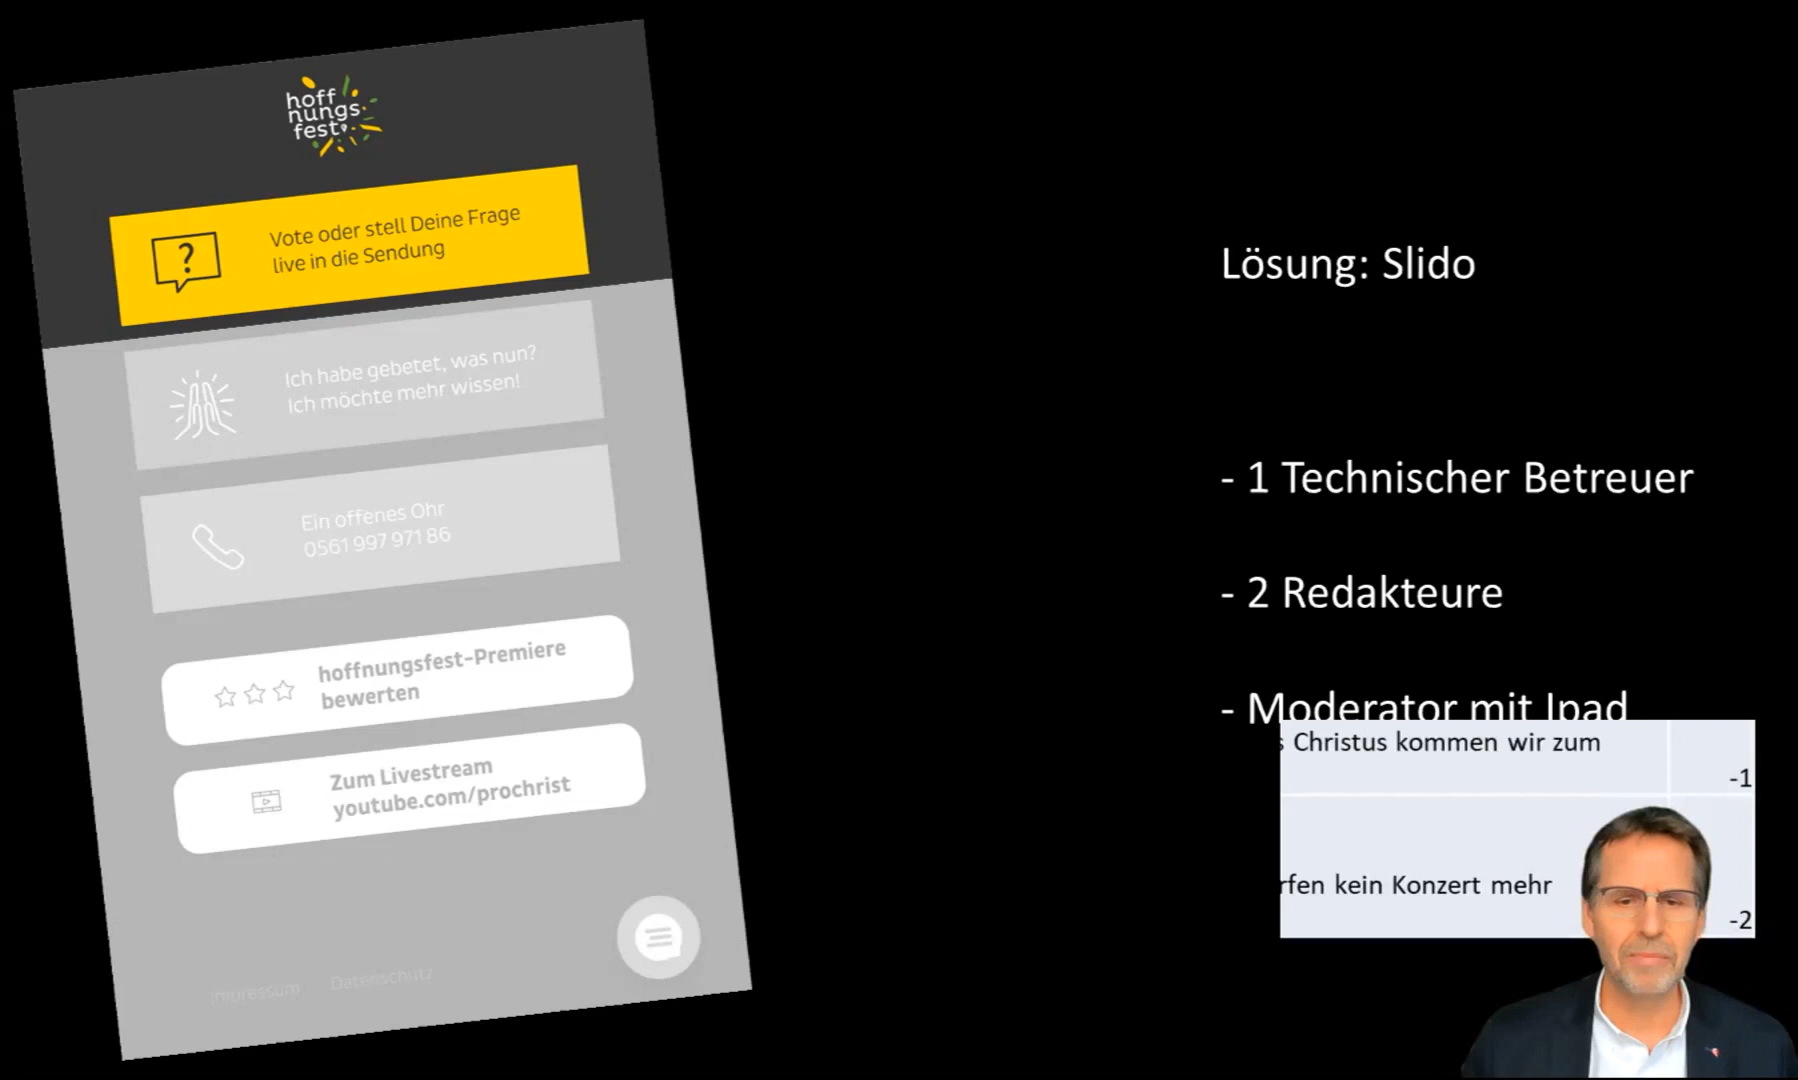 hoff
nungs
fest
Vote oder stell Deine Frage
live in die Sendung
Ich habe gebetet, was nun?
Ich möchte mehr wissen!
Ein offenes Ohr
0561 997 971 86
hoffnungsfest-Premiere
bewerten
Zum Livestream
youtube.com/prochrist
Impressum Datenschutz
Lösung: Slido
- 1 Technischer Betreuer
- 2 Redakteure
- Moderator mit Ipad
Christus kommen wir zum
-1
kein Konzert mehr
-2